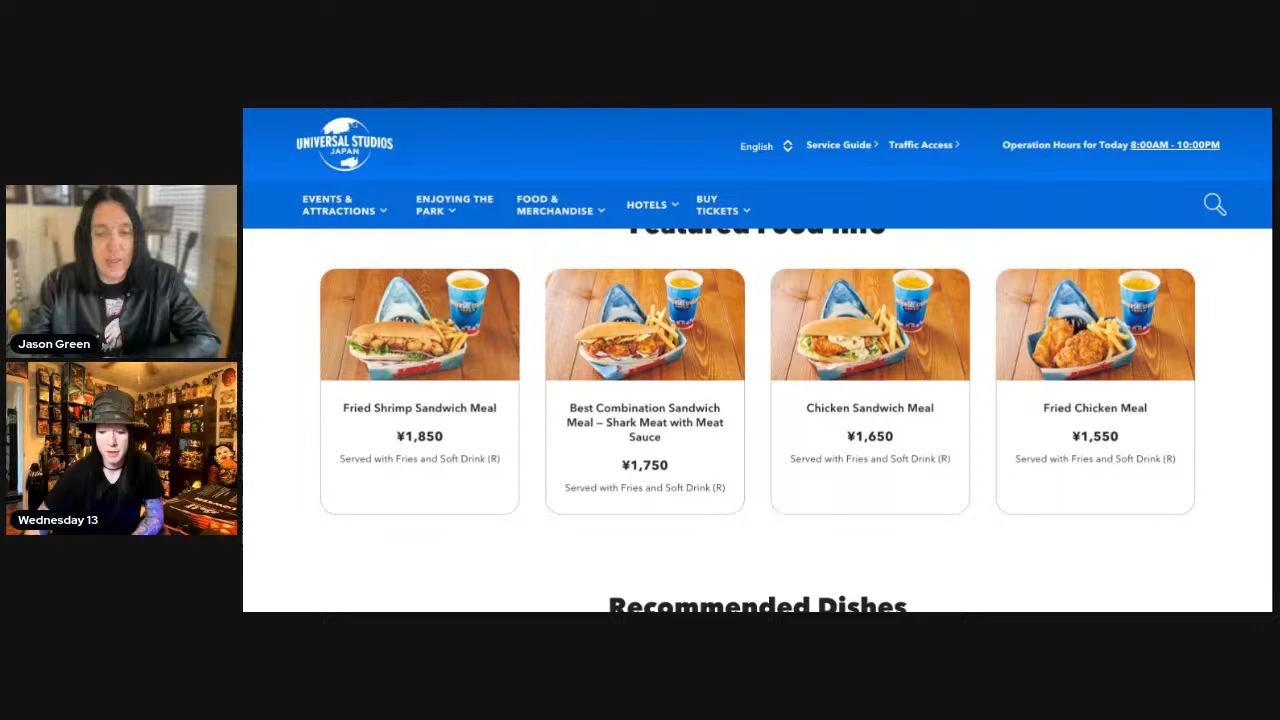 UNIVERSAL STUDIOS
JAPAN
English
Service Guide
Traffic Access
Operation Hours for Today 8:00AM - 10:00PM
EVENTS &
ATTRACTIONS
ENJOYING THE
PARK
FOOD &
MERCHANDISE
HOTELS
BUY
TICKETS
Featured Food Info
Fried Shrimp Sandwich Meal
¥1,850
Served with Fries and Soft Drink (R)
Best Combination Sandwich
Meal – Shark Meat with Meat
Sauce
¥1,750
Served with Fries and Soft Drink (R)
Chicken Sandwich Meal
¥1,650
Served with Fries and Soft Drink (R)
Fried Chicken Meal
¥1,550
Served with Fries and Soft Drink (R)
Recommended Dishes
Jason Green
Wednesday 13